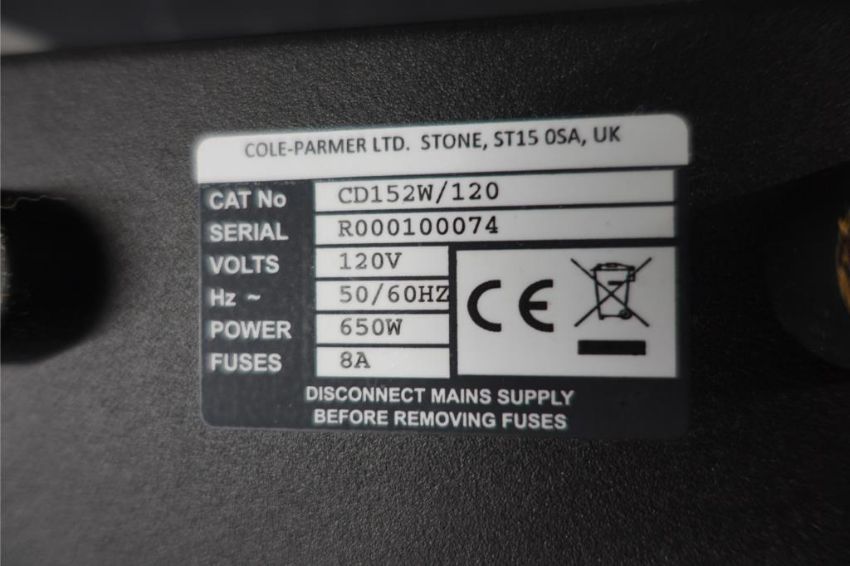 COLE-PARMER LTD. STONE, ST15 0SA, UK
CAT No CD152W/120
SERIAL R000100074
VOLTS 120V
Hz ~ 50/60HZ
POWER 650W
FUSES 8A
CE
DISCONNECT MAINS SUPPLY
BEFORE REMOVING FUSES